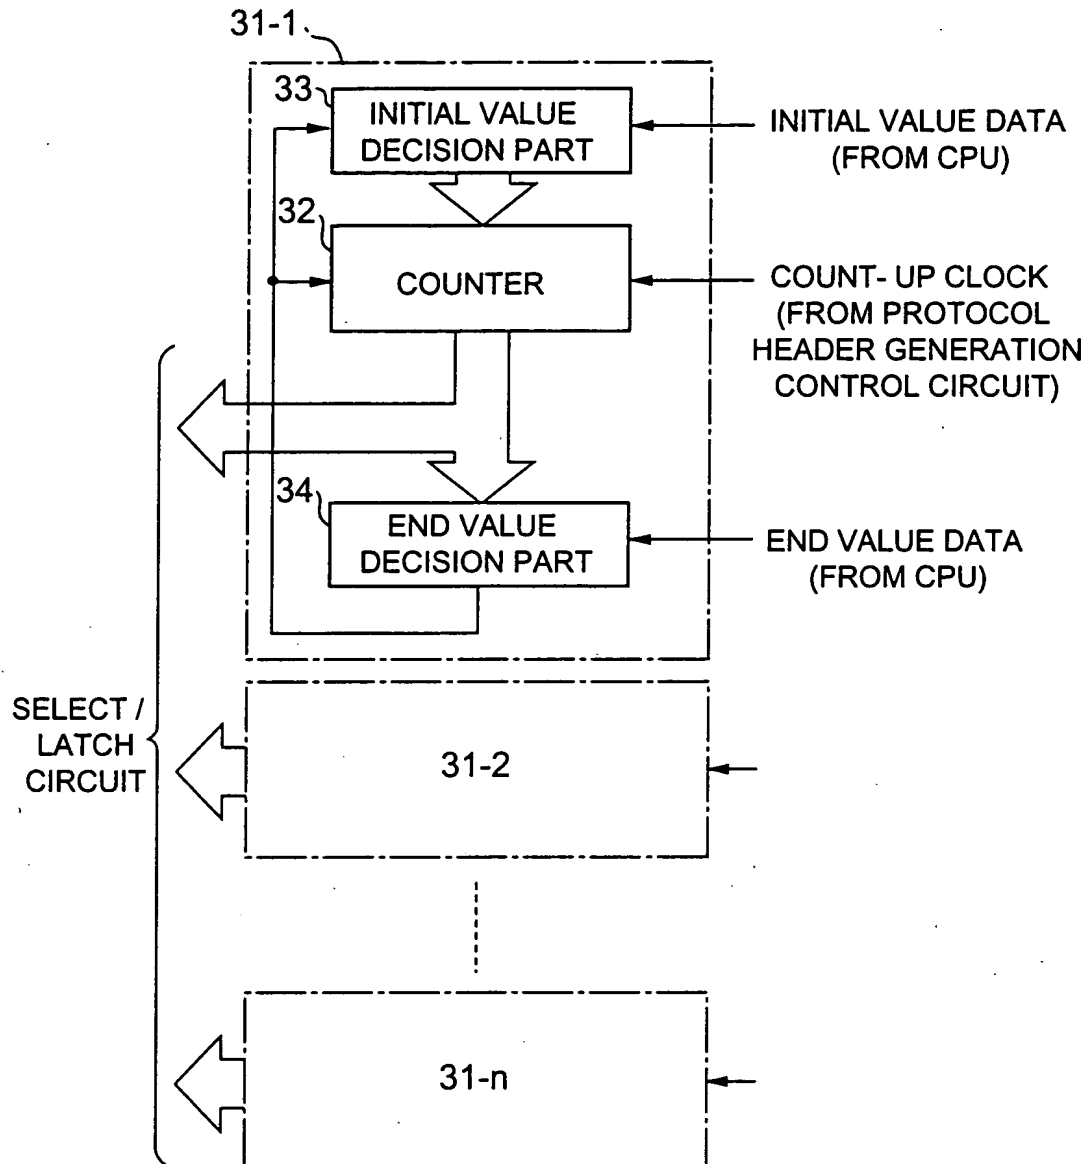 31-1
33
INITIAL VALUE
DECISION PART
INITIAL VALUE DATA
(FROM CPU)
32
COUNTER
COUNT- UP CLOCK
(FROM PROTOCOL
HEADER GENERATION
CONTROL CIRCUIT)
34
END VALUE
DECISION PART
END VALUE DATA
(FROM CPU)
SELECT /
LATCH
CIRCUIT
31-2
31-n